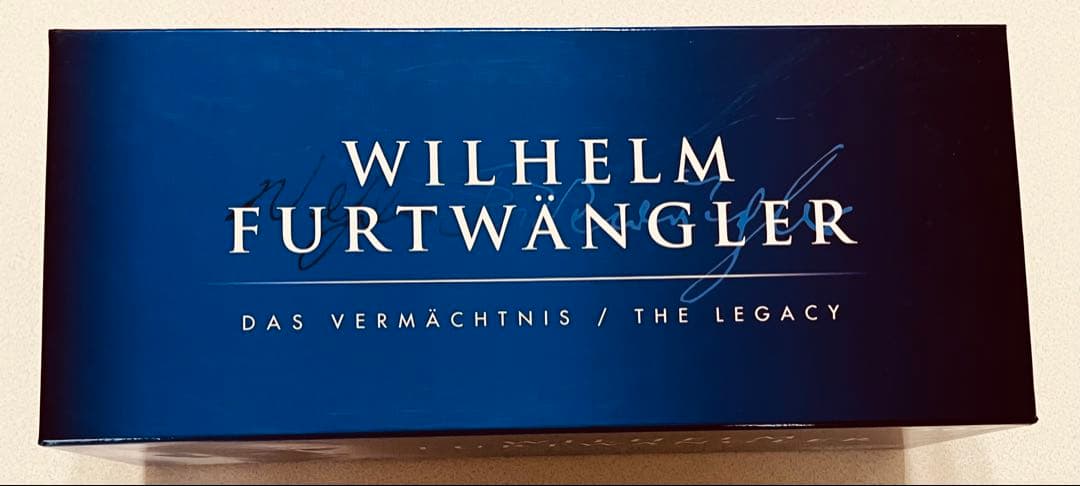 WILHELM
FURTWÄNGLER
DAS VERMÄCHTNIS / THE LEGACY